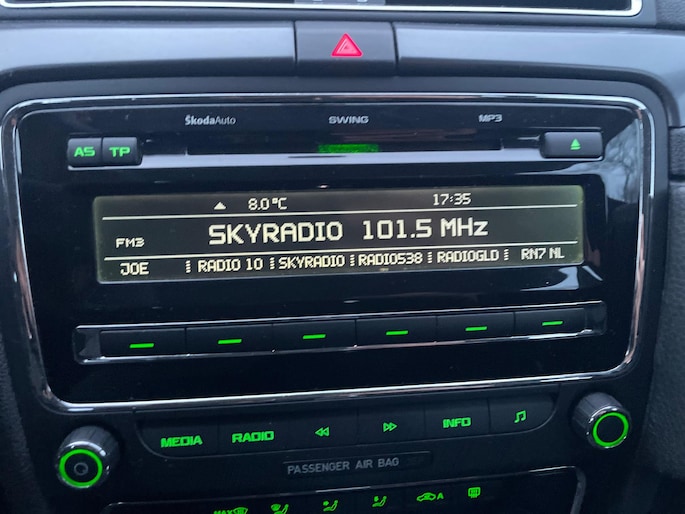 ŠkodaAuto SWING MP3
AS TP
8.0°C 17:35
FM3 SKYRADIO 101.5 MHz
JOE RADIO 10 SKYRADIO RADIO538 RADIOGLD RN7 NL
MEDIA RADIO INFO
PASSENGER AIR BAG
MAX A